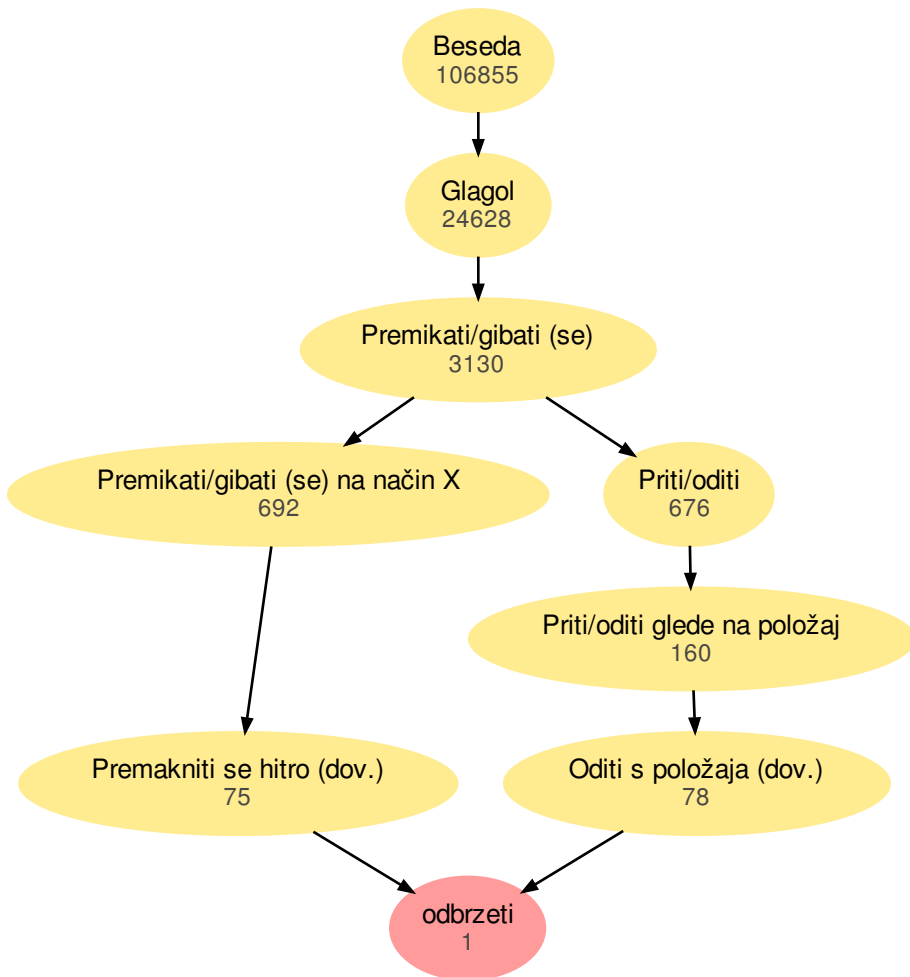 Beseda
106855
Glagol
24628
Premikati/gibati (se)
3130
Premikati/gibati (se) na način X
692
Priti/oditi
676
Priti/oditi glede na položaj
160
Premakniti se hitro (dov.)
75
Oditi s položaja (dov.)
78
odbrzeti
1